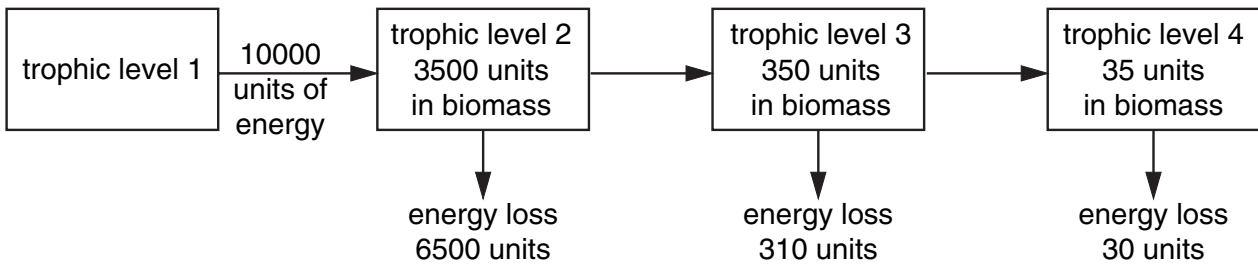 trophic level 1
10000
units of
energy
trophic level 2
3500 units
in biomass
trophic level 3
350 units
in biomass
trophic level 4
35 units
in biomass
energy loss
6500 units
energy loss
310 units
energy loss
30 units